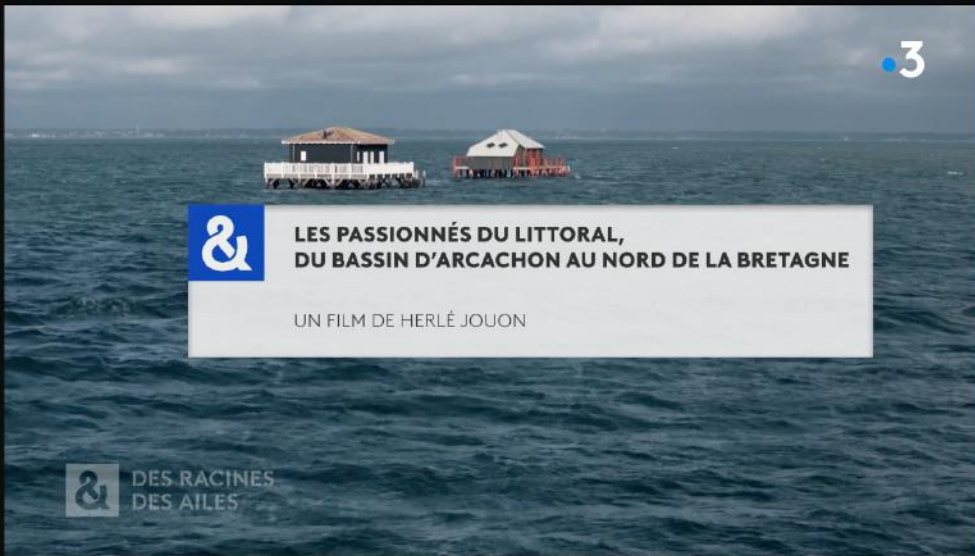 3
&
LES PASSIONNÉS DU LITTORAL,
DU BASSIN D'ARCACHON AU NORD DE LA BRETAGNE
UN FILM DE HERLÉ JOUON
& DES RACINES
DES AILES